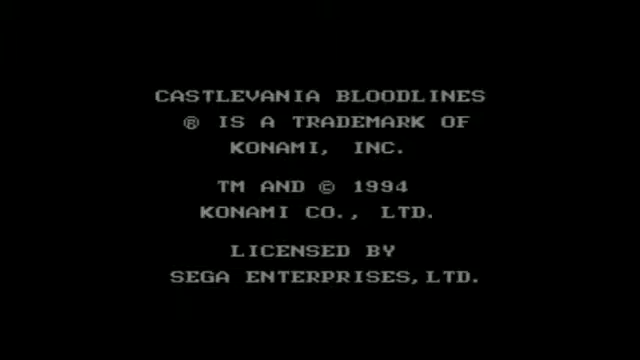 CASTLEVANIA BLOODLINES
® IS A TRADEMARK OF
KONAMI, INC.
TM AND © 1994
KONAMI CO., LTD.
LICENSED BY
SEGA ENTERPRISES,LTD.